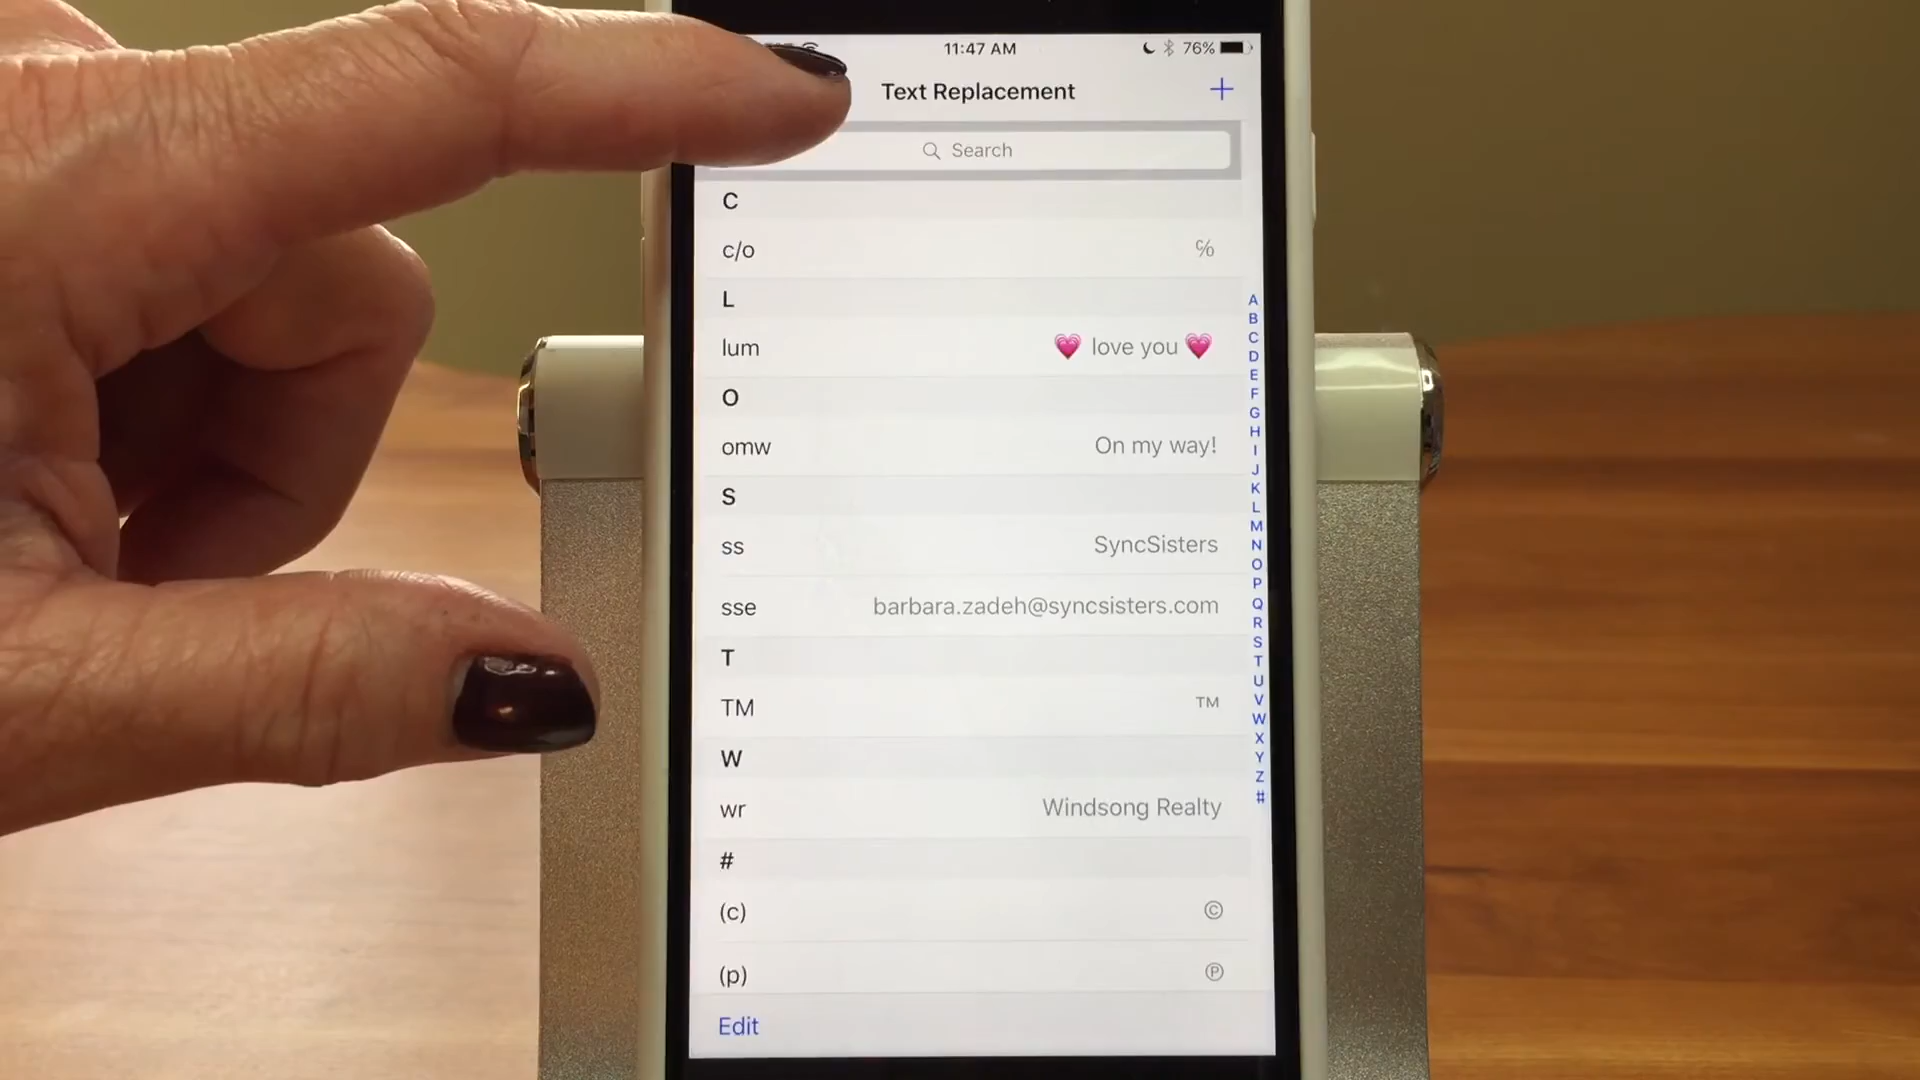 11:47 AM 76%
Text Replacement +
Search
C
c/o ℅
L
lum 💗 love you 💗
O
omw On my way!
S
ss SyncSisters
sse barbara.zadeh@syncsisters.com
T
TM ™
W
wr Windsong Realty
#
(c) ©
(p) ℗
Edit
A
B
C
D
E
F
G
H
I
J
K
L
M
N
O
P
Q
R
S
T
U
V
W
X
Y
Z
#